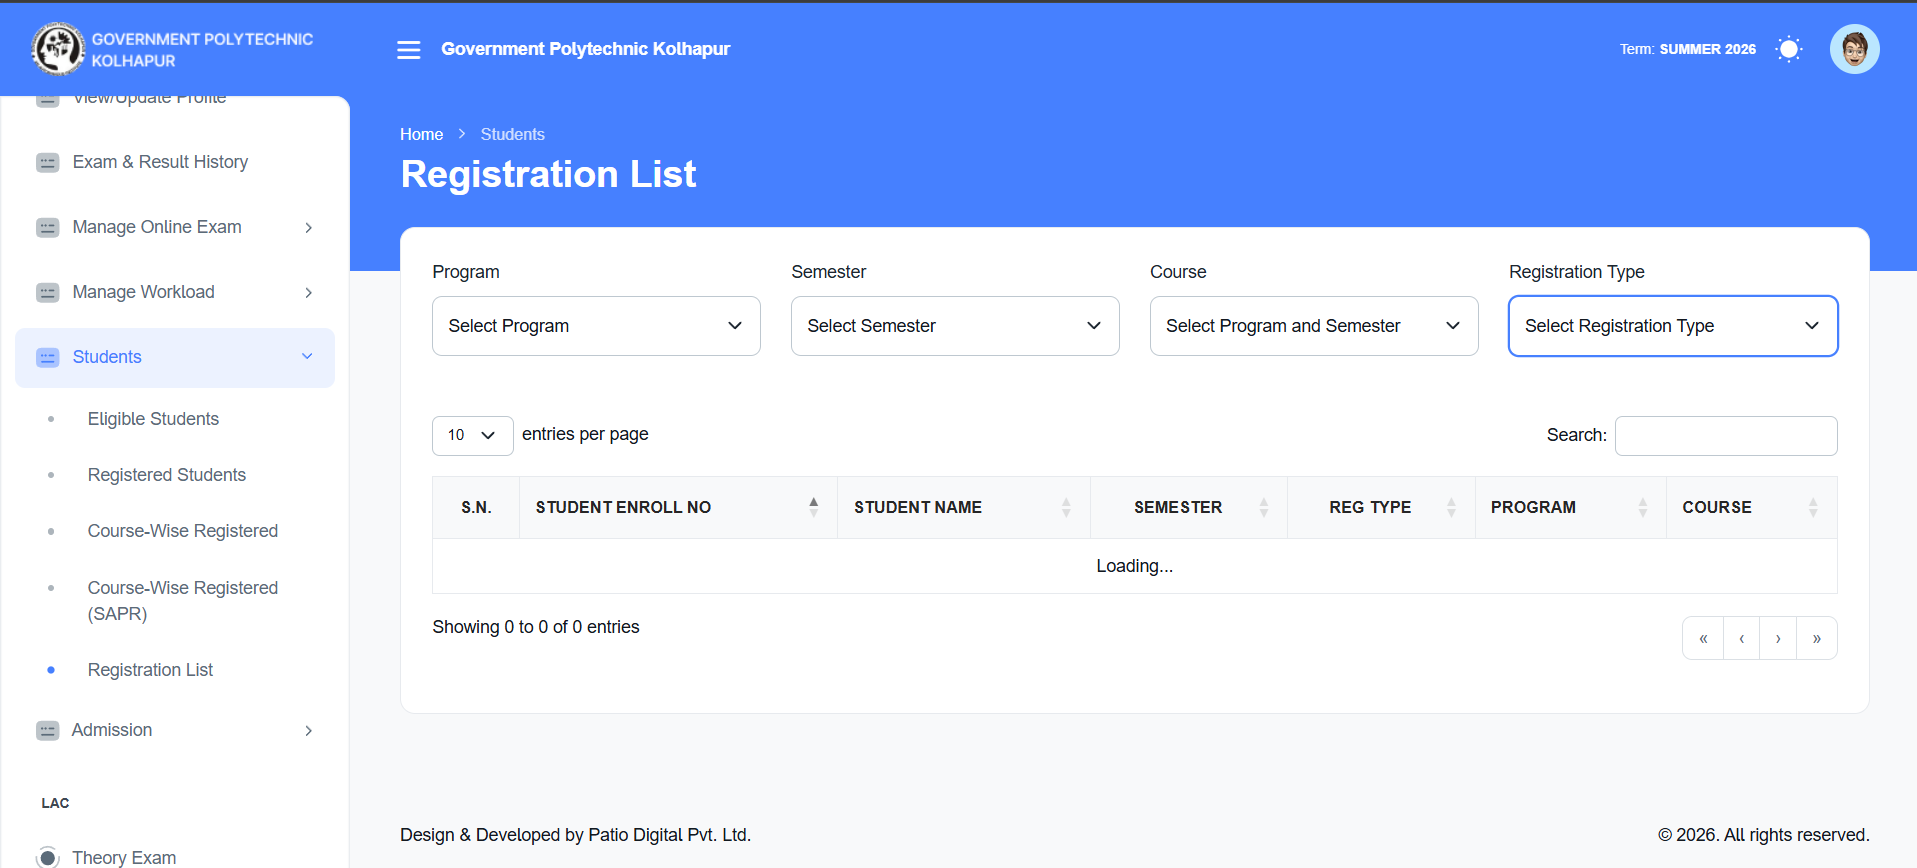 GOVERNMENT POLYTECHNIC
KOLHAPUR
Government Polytechnic Kolhapur
Term: SUMMER 2026
View/Update Profile
Exam & Result History
Manage Online Exam
Manage Workload
Students
Eligible Students
Registered Students
Course-Wise Registered
Course-Wise Registered
(SAPR)
Registration List
Admission
LAC
Theory Exam
Home > Students
Registration List
Program Semester Course Registration Type
Select Program Select Semester Select Program and Semester Select Registration Type
10 entries per page Search:
S.N. STUDENT ENROLL NO STUDENT NAME SEMESTER REG TYPE PROGRAM COURSE
Loading...
Showing 0 to 0 of 0 entries
« ‹ › »
Design & Developed by Patio Digital Pvt. Ltd. © 2026. All rights reserved.